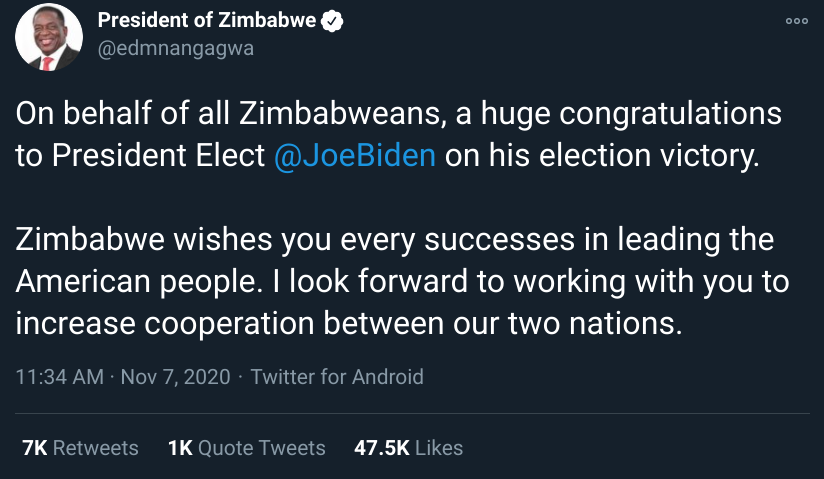 President of Zimbabwe
@edmnangagwa
On behalf of all Zimbabweans, a huge congratulations
to President Elect @JoeBiden on his election victory.
Zimbabwe wishes you every successes in leading the
American people. I look forward to working with you to
increase cooperation between our two nations.
11:34 AM · Nov 7, 2020 · Twitter for Android
7K Retweets 1K Quote Tweets 47.5K Likes